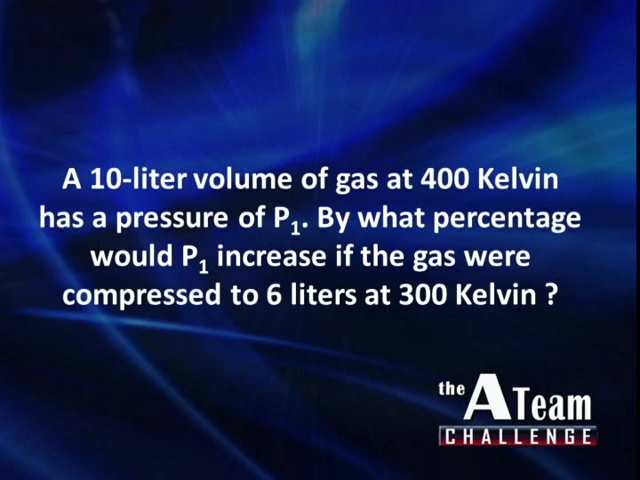 A 10-liter volume of gas at 400 Kelvin
has a pressure of P₁. By what percentage
would P₁ increase if the gas were
compressed to 6 liters at 300 Kelvin ?
the A Team
CHALLENGE